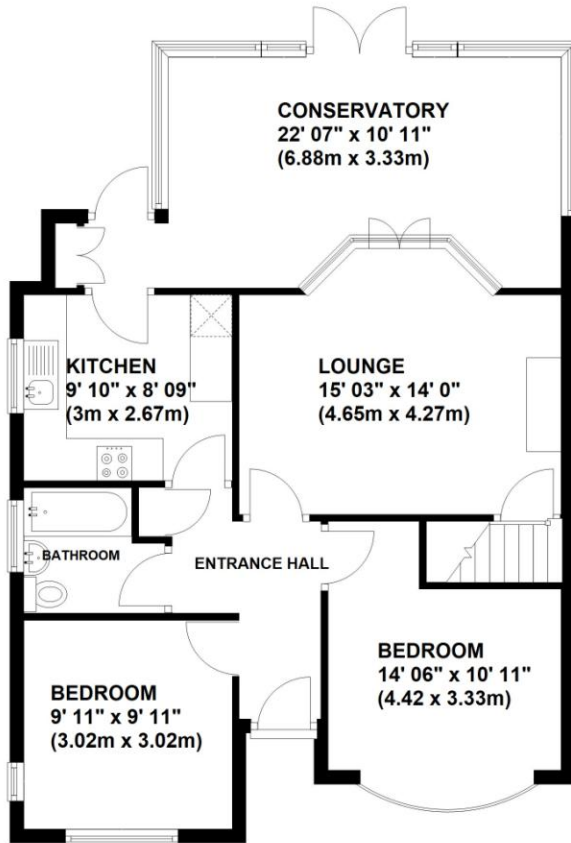 CONSERVATORY
22' 07" x 10' 11"
(6.88m x 3.33m)
KITCHEN
9' 10" x 8' 09"
(3m x 2.67m)
LOUNGE
15' 03" x 14' 0"
(4.65m x 4.27m)
BATHROOM
ENTRANCE HALL
BEDROOM
14' 06" x 10' 11"
(4.42 x 3.33m)
BEDROOM
9' 11" x 9' 11"
(3.02m x 3.02m)